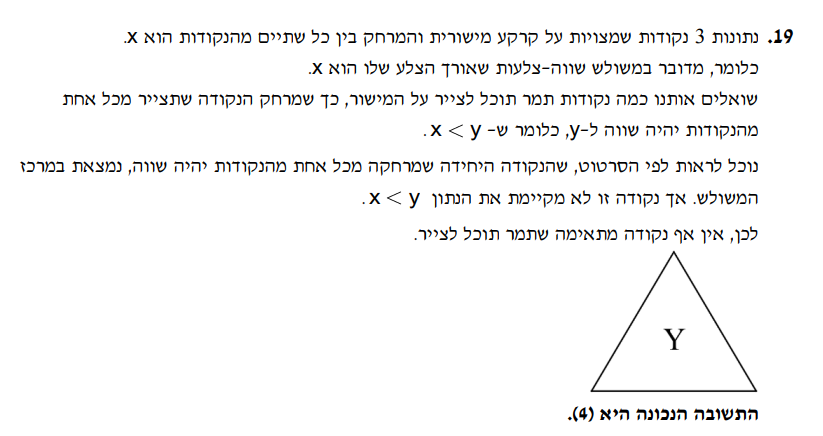 19. נתונות 3 נקודות שמצויות על קרקע מישורית והמרחק בין כל שתיים מהנקודות הוא x.
כלומר, מדובר במשולש שווה-צלעות שאורך הצלע שלו הוא x.
שואלים אותנו כמה נקודות תמר תוכל לצייר על המישור, כך שמרחק הנקודה שתצייר מכל אחת
מהנקודות יהיה שווה ל-y, כלומר ש- x < y.
נוכל לראות לפי הסרטוט, שהנקודה היחידה שמרחקה מכל אחת מהנקודות יהיה שווה, נמצאת במרכז
המשולש. אך נקודה זו לא מקיימת את הנתון x < y.
לכן, אין אף נקודה מתאימה שתמר תוכל לצייר.
Y
התשובה הנכונה היא (4).